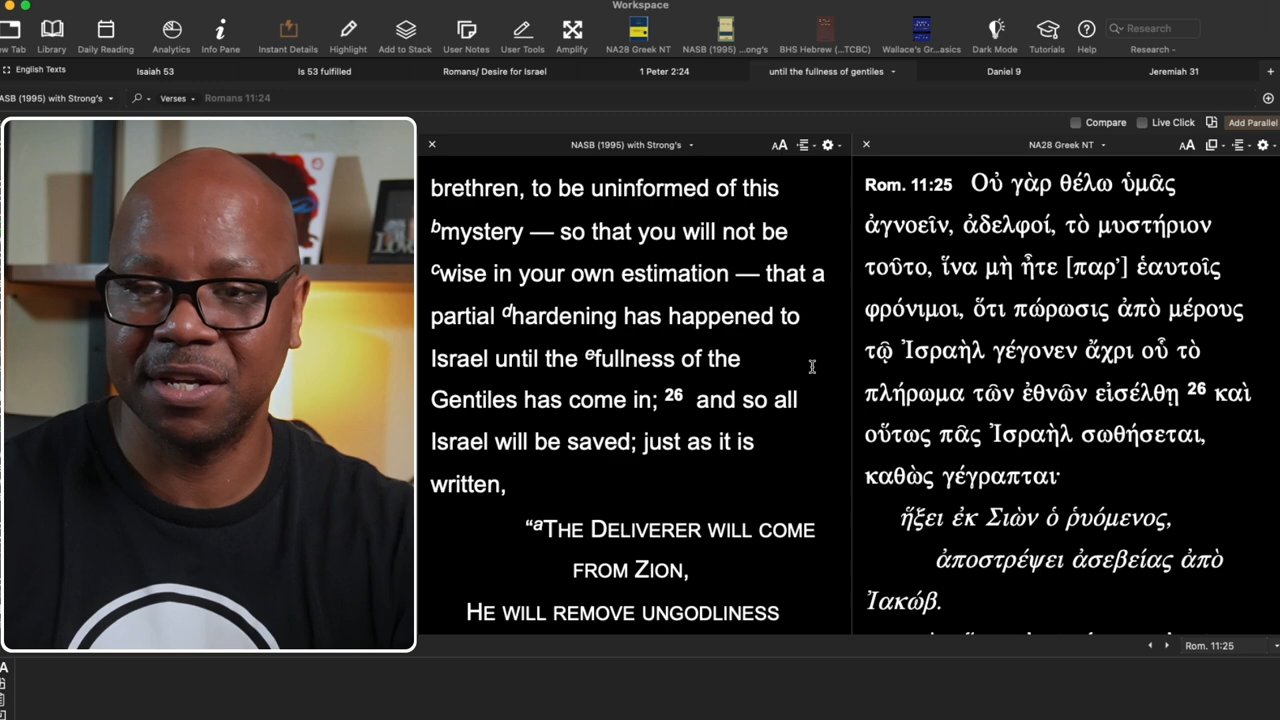 Workspace
ew Tab Library Daily Reading Analytics Info Pane Instant Details Highlight Add to Stack User Notes User Tools Amplify NA28 Greek NT NASB (1995) ...ong's BHS Hebrew (...TCBC) Wallace's Gr...asics Dark Mode Tutorials Help Research -
Research
English Texts Isaiah 53 Is 53 fulfilled Romans/ Desire for Israel 1 Peter 2:24 until the fullness of gentiles Daniel 9 Jeremiah 31 +
ASB (1995) with Strong's Verses Romans 11:24
Compare Live Click Add Parallel
NASB (1995) with Strong's
brethren, to be uninformed of this
bmystery — so that you will not be
cwise in your own estimation — that a
partial dhardening has happened to
Israel until the efullness of the
Gentiles has come in; 26 and so all
Israel will be saved; just as it is
written,
“aThe Deliverer will come
from Zion,
He will remove ungodliness
NA28 Greek NT
Rom. 11:25 Οὐ γὰρ θέλω ὑμᾶς
ἀγνοεῖν, ἀδελφοί, τὸ μυστήριον
τοῦτο, ἵνα μὴ ἦτε [παρ’] ἑαυτοῖς
φρόνιμοι, ὅτι πώρωσις ἀπὸ μέρους
τῷ Ἰσραὴλ γέγονεν ἄχρι οὗ τὸ
πλήρωμα τῶν ἐθνῶν εἰσέλθῃ 26 καὶ
οὕτως πᾶς Ἰσραὴλ σωθήσεται,
καθὼς γέγραπται·
ἥξει ἐκ Σιὼν ὁ ῥυόμενος,
ἀποστρέψει ἀσεβείας ἀπὸ
Ἰακώβ.
Rom. 11:25